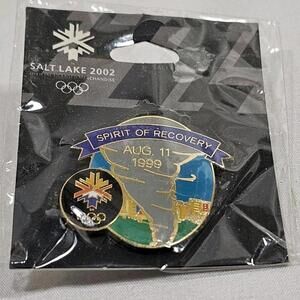 SALT LAKE 2002
SPIRIT OF RECOVERY
AUG. 11
1999